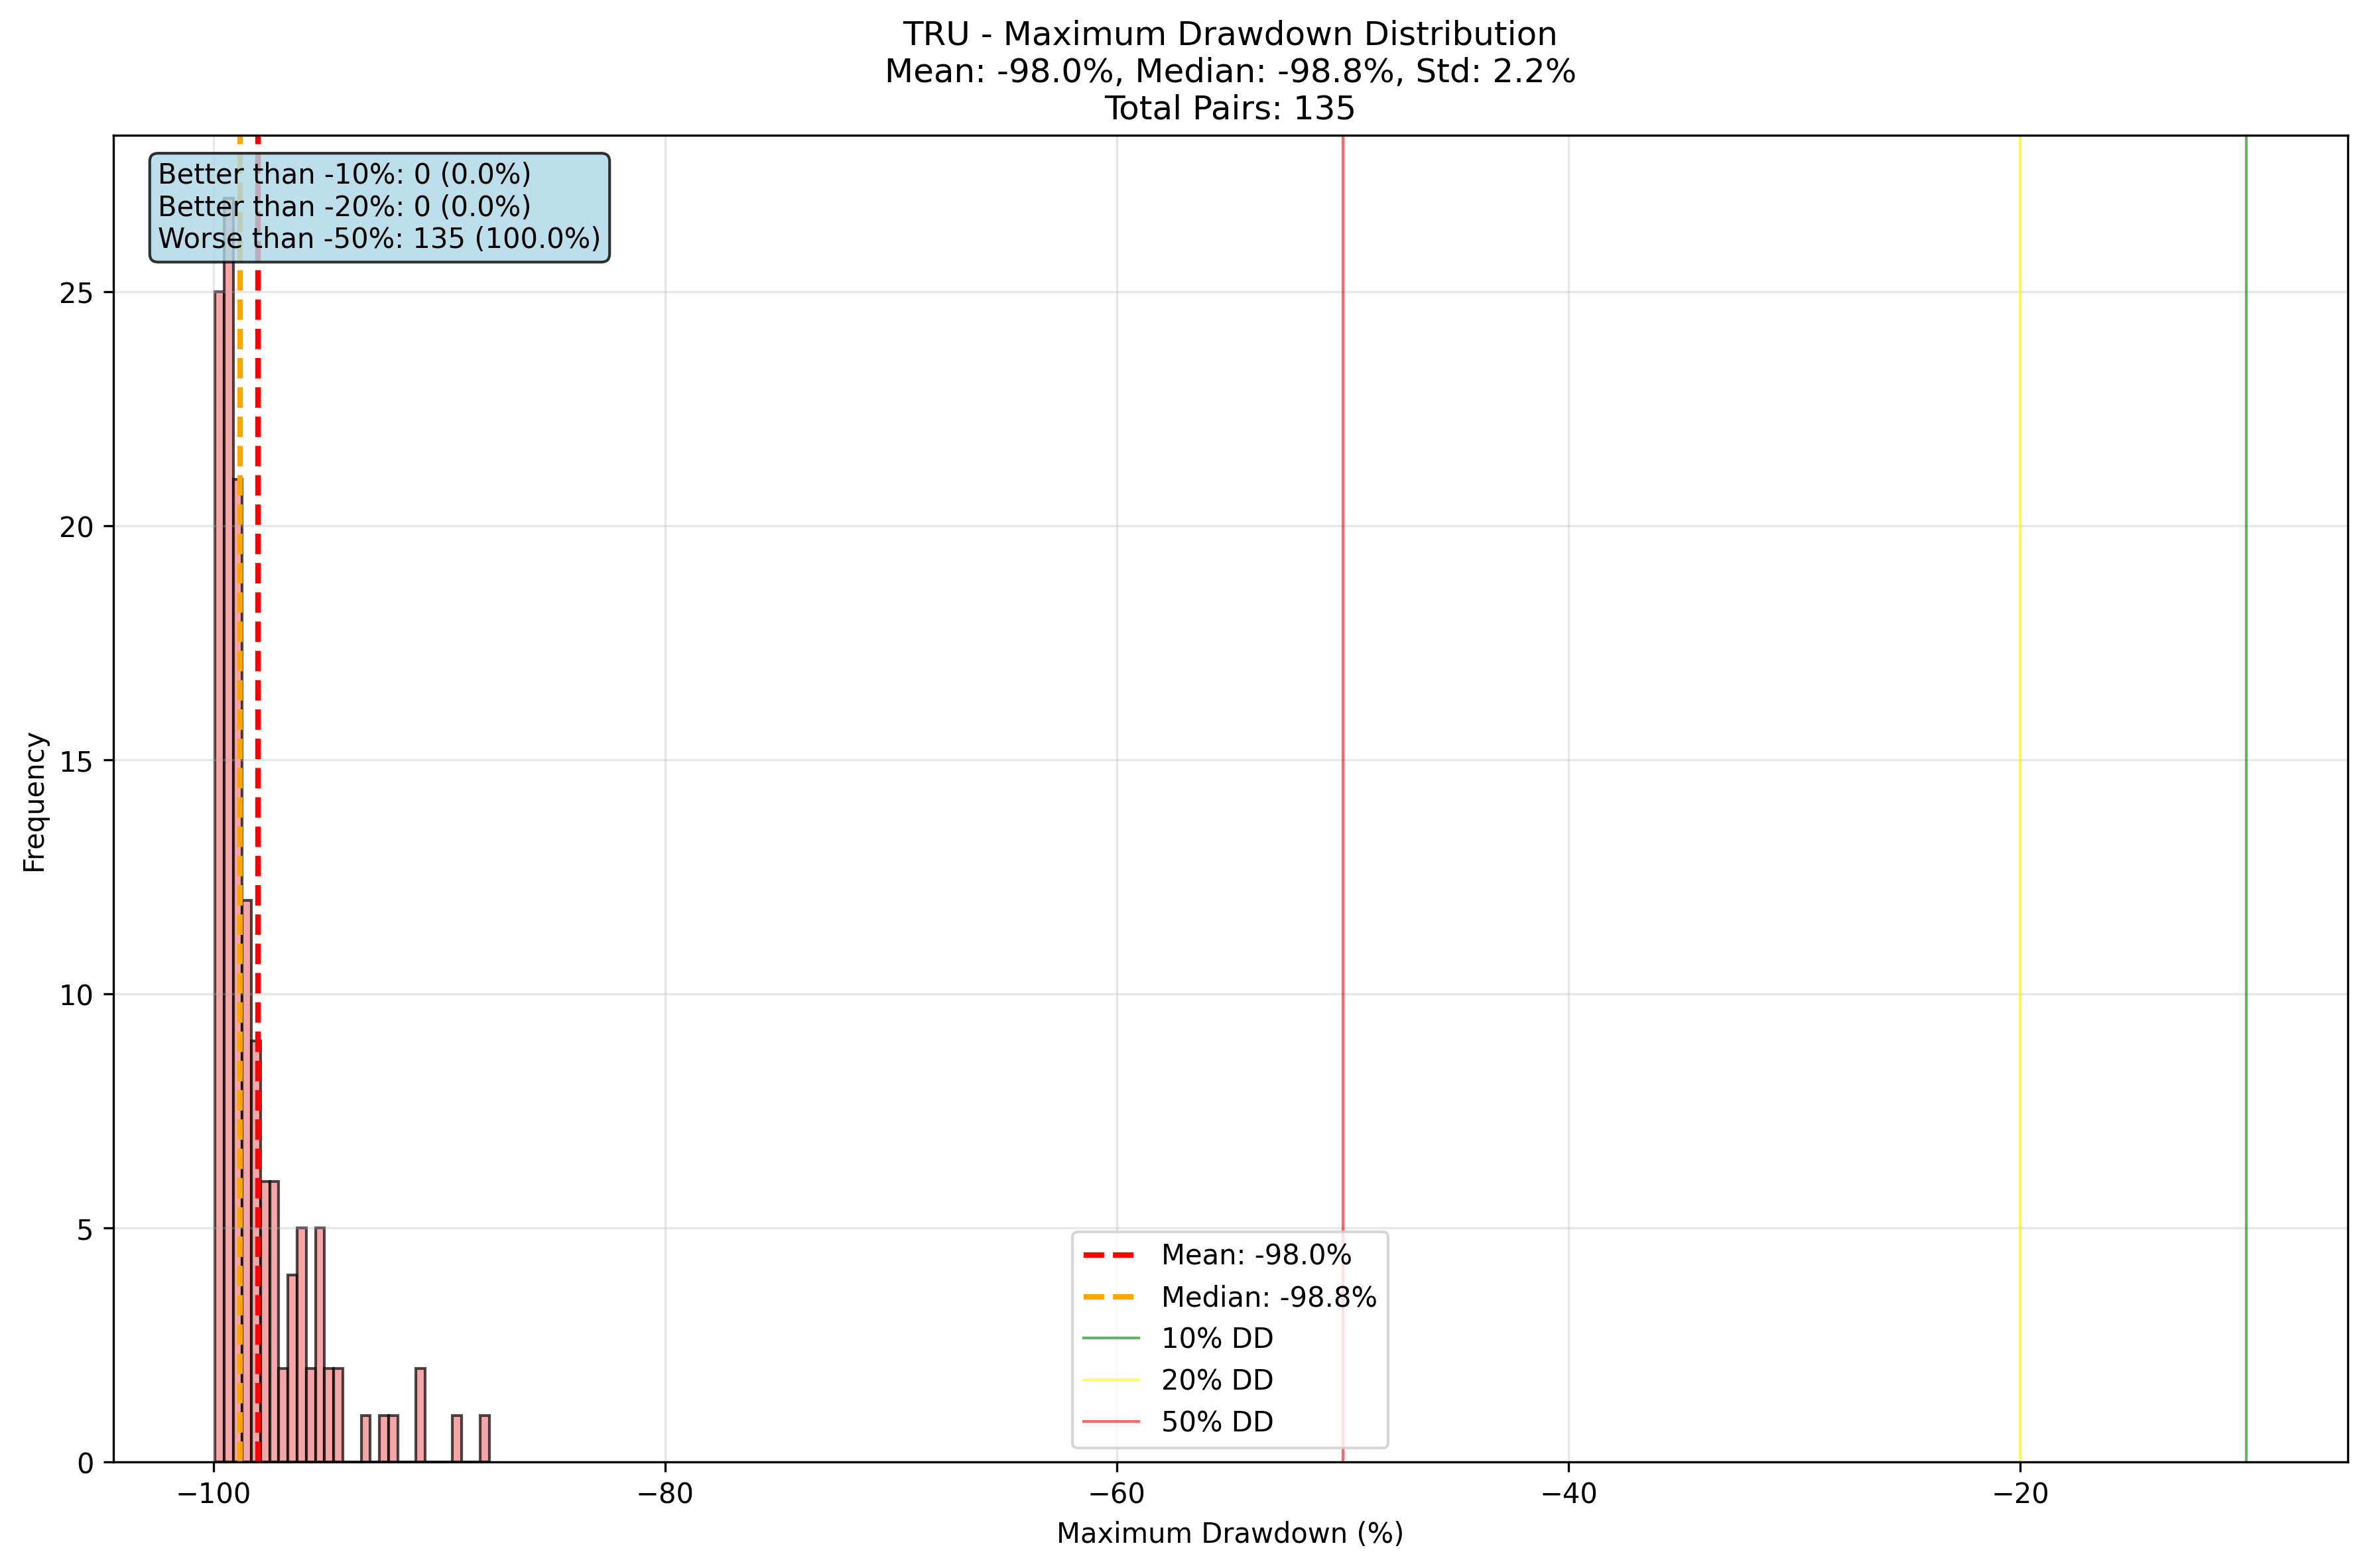 TRU - Maximum Drawdown Distribution
Mean: -98.0%, Median: -98.8%, Std: 2.2%
Total Pairs: 135
Better than -10%: 0 (0.0%)
Better than -20%: 0 (0.0%)
Worse than -50%: 135 (100.0%)
Frequency
25
20
15
10
5
0
Mean: -98.0%
Median: -98.8%
10% DD
20% DD
50% DD
−100
−80
−60
−40
−20
Maximum Drawdown (%)